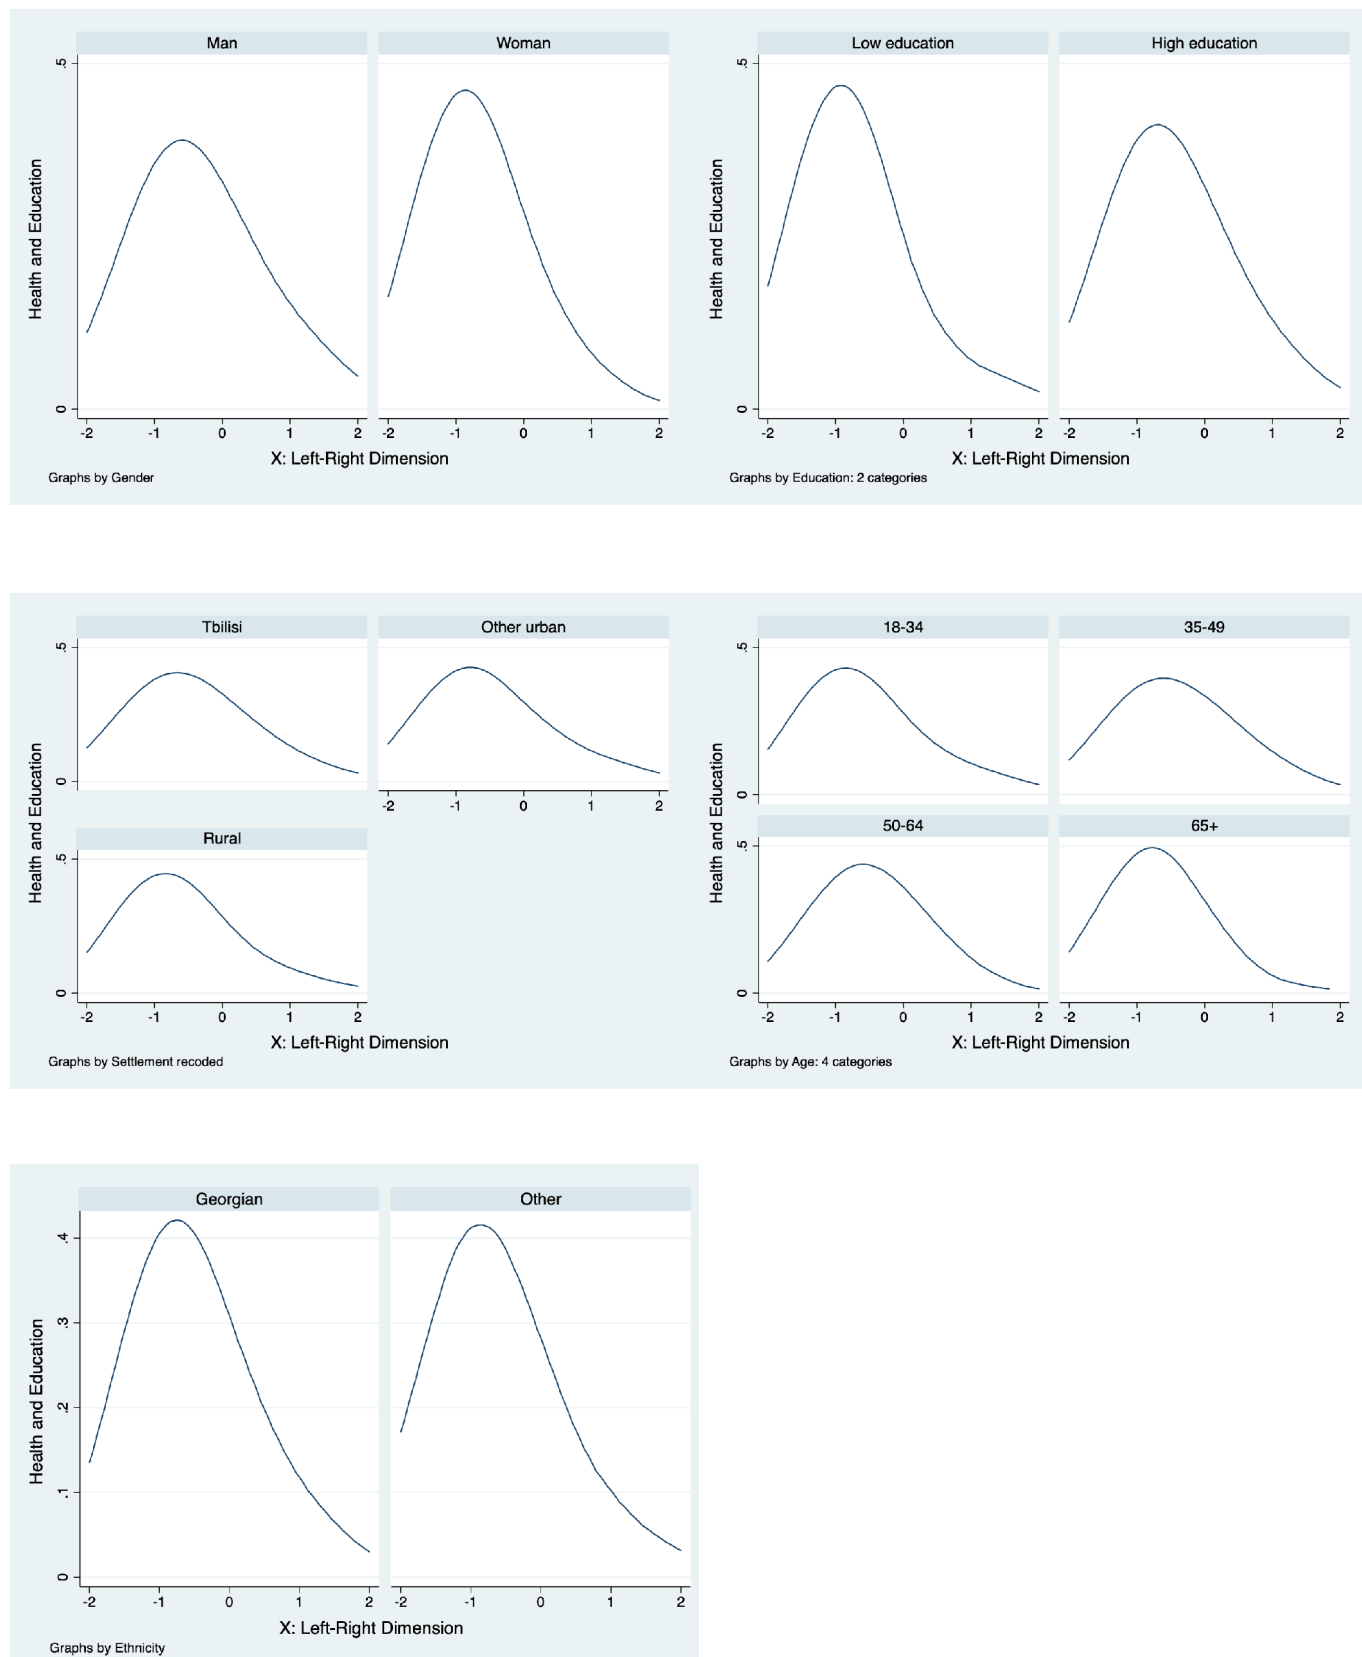 Man Woman
Health and Education
.5
0
-2 -1 0 1 2 -2 -1 0 1 2
X: Left-Right Dimension
Graphs by Gender
Low education High education
Health and Education
.5
0
-2 -1 0 1 2 -2 -1 0 1 2
X: Left-Right Dimension
Graphs by Education: 2 categories
Tbilisi Other urban
Health and Education
.5
0
-2 -1 0 1 2
Rural
.5
0
-2 -1 0 1 2
X: Left-Right Dimension
Graphs by Settlement recoded
18-34 35-49
Health and Education
.5
0
50-64 65+
.5
0
-2 -1 0 1 2 -2 -1 0 1 2
X: Left-Right Dimension
Graphs by Age: 4 categories
Georgian Other
Health and Education
.4
.3
.2
.1
0
-2 -1 0 1 2 -2 -1 0 1 2
X: Left-Right Dimension
Graphs by Ethnicity